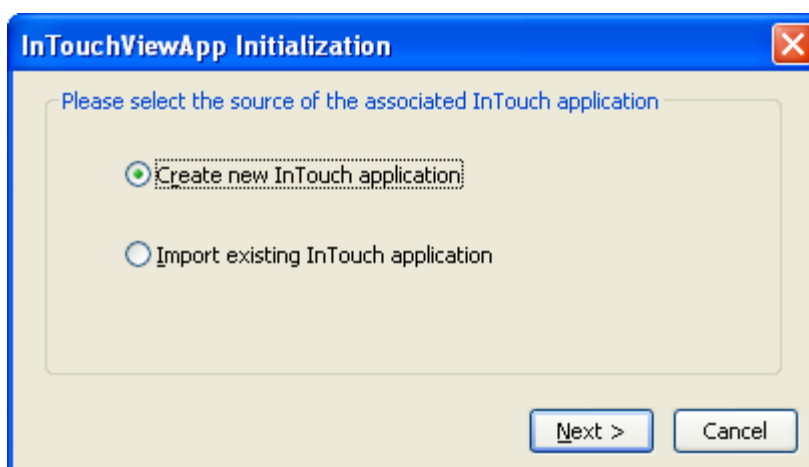 InTouchViewApp Initialization
Please select the source of the associated InTouch application
Create new InTouch application
Import existing InTouch application
Next >
Cancel